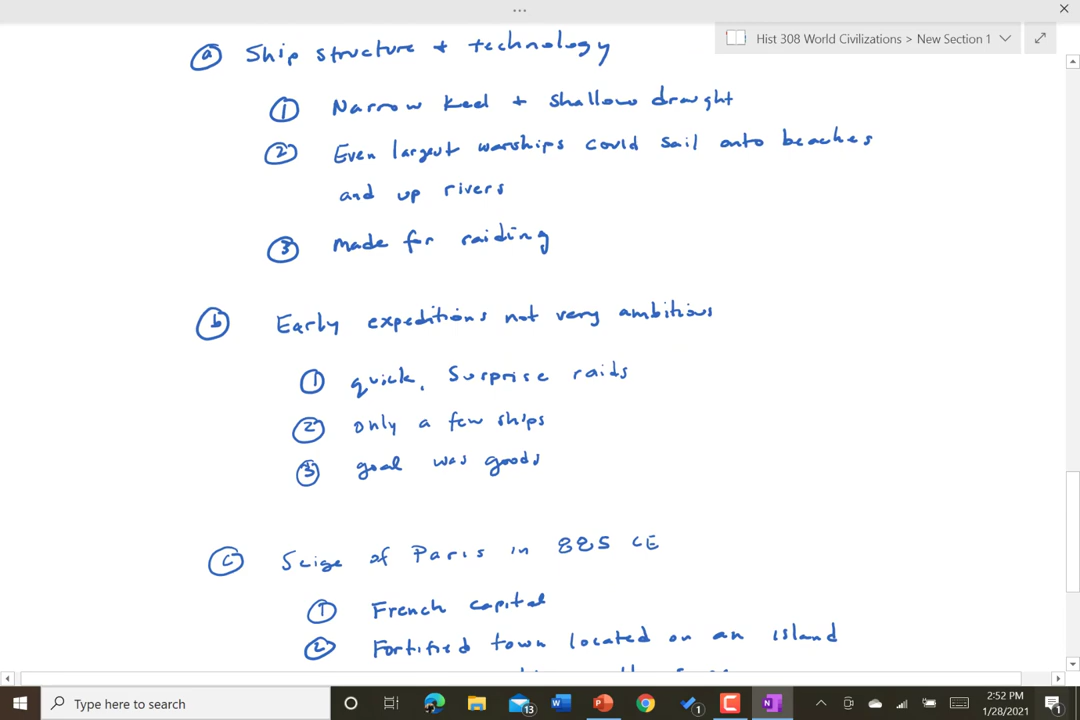 Hist 308 World Civilizations > New Section 1
a Ship structure + technology
1 Narrow keel + shallow draught
2 Even largest warships could sail onto beaches
and up rivers
3 Made for raiding
b Early expeditions not very ambitious
1 quick, surprise raids
2 only a few ships
3 goal was goods
c Seige of Paris in 885 CE
1 French capital
2 Fortified town located on an island
Type here to search
13
1
2:52 PM
1/28/2021
1